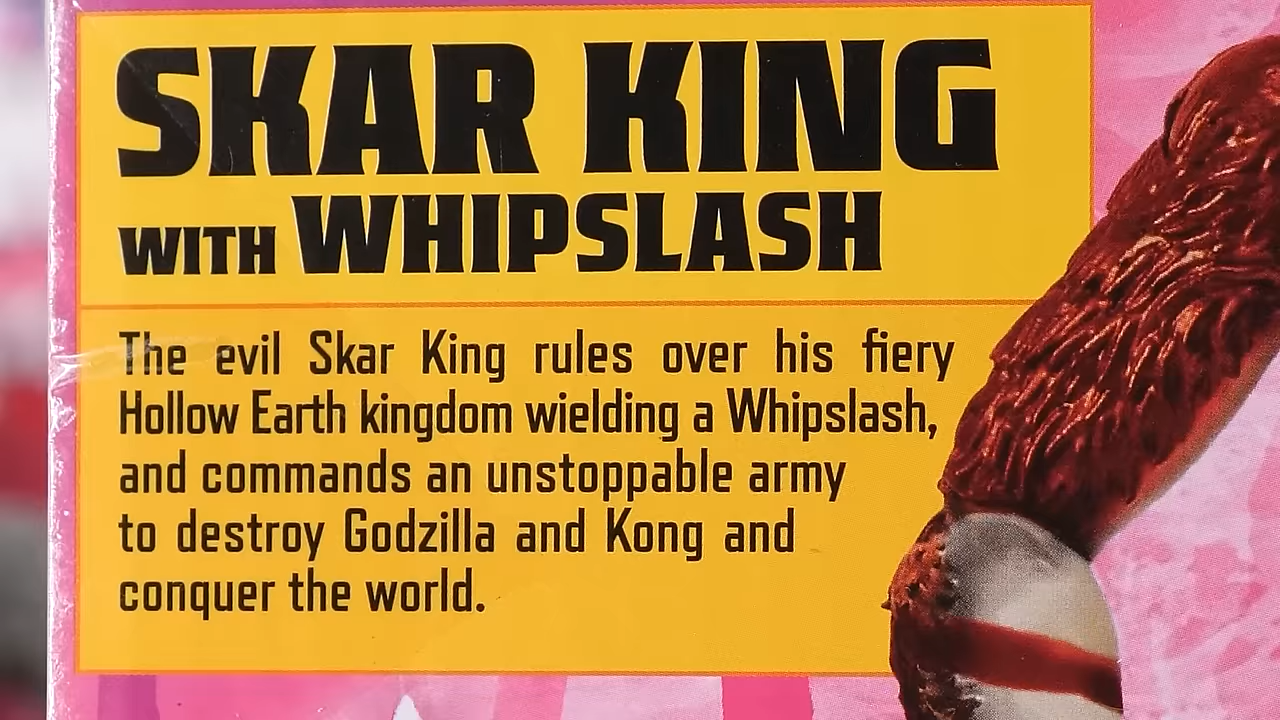 SKAR KING
WITH WHIPSLASH
The evil Skar King rules over his fiery
Hollow Earth kingdom wielding a Whipslash,
and commands an unstoppable army
to destroy Godzilla and Kong and
conquer the world.